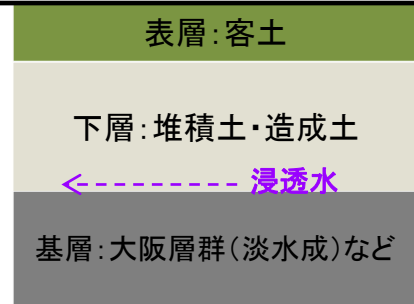 表層：客土
下層：堆積土・造成土
浸透水
基層：大阪層群（淡水成）など